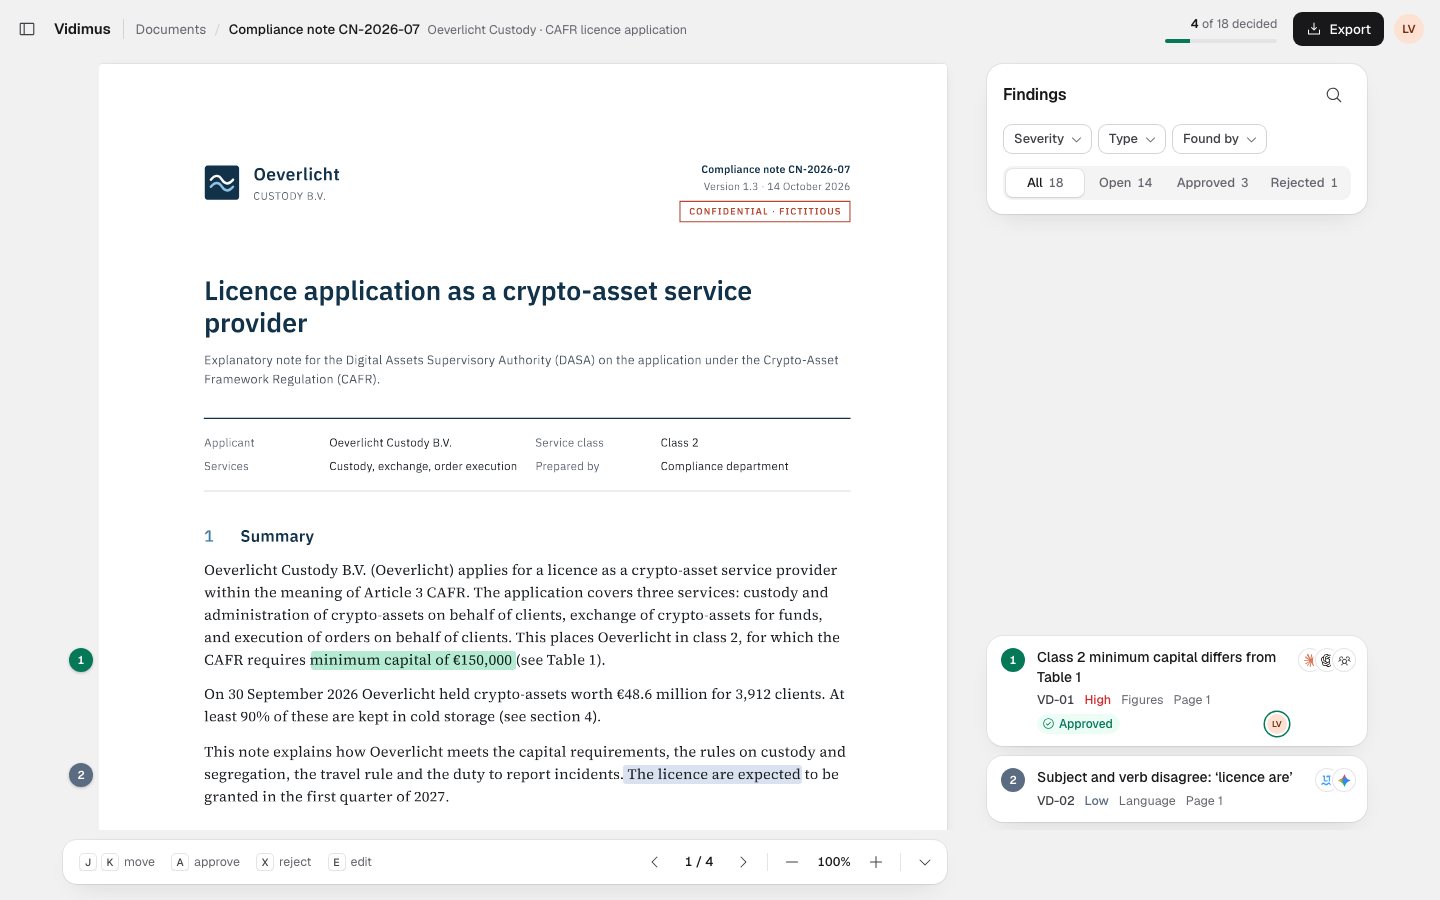 Vidimus
Documents / Compliance note CN-2026-07 Oeverlicht Custody · CAFR licence application
4 of 18 decided
Export
LV
Oeverlicht
CUSTODY B.V.
Compliance note CN-2026-07
Version 1.3 · 14 October 2026
CONFIDENTIAL · FICTITIOUS
Licence application as a crypto-asset service
provider
Explanatory note for the Digital Assets Supervisory Authority (DASA) on the application under the Crypto-Asset
Framework Regulation (CAFR).
Applicant Oeverlicht Custody B.V. Service class Class 2
Services Custody, exchange, order execution Prepared by Compliance department
1 Summary
Oeverlicht Custody B.V. (Oeverlicht) applies for a licence as a crypto-asset service provider
within the meaning of Article 3 CAFR. The application covers three services: custody and
administration of crypto-assets on behalf of clients, exchange of crypto-assets for funds,
and execution of orders on behalf of clients. This places Oeverlicht in class 2, for which the
1
CAFR requires minimum capital of €150,000 (see Table 1).
On 30 September 2026 Oeverlicht held crypto-assets worth €48.6 million for 3,912 clients. At
least 90% of these are kept in cold storage (see section 4).
This note explains how Oeverlicht meets the capital requirements, the rules on custody and
2
segregation, the travel rule and the duty to report incidents. The licence are expected to be
granted in the first quarter of 2027.
J K move A approve X reject E edit
1 / 4
100%
Findings
Severity Type Found by
All 18 Open 14 Approved 3 Rejected 1
1
Class 2 minimum capital differs from
Table 1
VD-01 High Figures Page 1
Approved
LV
2
Subject and verb disagree: ‘licence are’
VD-02 Low Language Page 1